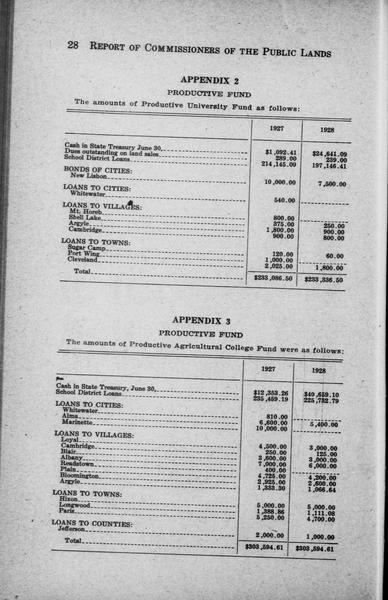 28 REPORT OF COMMISSIONERS OF THE PUBLIC LANDS
APPENDIX 2
PRODUCTIVE FUND
The amounts of Productive University Fund as follows:
1927 1928
Cash in State Treasury June 30, $1,092.41 $24,641.09
Dues outstanding on land sales 289.00 239.00
School District Loans 214,145.09 197,146.41
BONDS OF CITIES:
New Lisbon 10,000.00 7,500.00
LOANS TO CITIES:
Whitewater 540.00
LOANS TO VILLAGES:
Mt. Horeb 800.00
Shell Lake 375.00 250.00
Argyle 1,800.00 900.00
Cambridge 900.00 800.00
LOANS TO TOWNS:
Sugar Camp 120.00 60.00
Port Wing 1,000.00
Cleveland 2,025.00 1,800.00
Total $233,086.50 $233,336.50
APPENDIX 3
PRODUCTIVE FUND
The amounts of Productive Agricultural College Fund were as follows:
1927 1928
Cash in State Treasury, June 30, $12,353.26 $40,659.10
School District Loans 235,459.19 225,732.79
LOANS TO CITIES:
Whitewater 810.00
Alma 6,600.00 5,400.00
Marinette 10,000.00
LOANS TO VILLAGES:
Loyal 4,500.00 3,000.00
Cambridge 250.00 125.00
Blair 3,600.00 3,000.00
Albany 7,000.00 6,000.00
Readstown 400.00
Plain 4,725.00 4,200.00
Bloomington 2,925.00 2,600.00
Argyle 1,333.30 1,066.64
LOANS TO TOWNS:
Hixon 5,000.00 5,000.00
Longwood 1,388.86 1,111.08
Paris 5,250.00 4,700.00
LOANS TO COUNTIES:
Jefferson 2,000.00 1,000.00
Total $303,594.61 $303,594.61